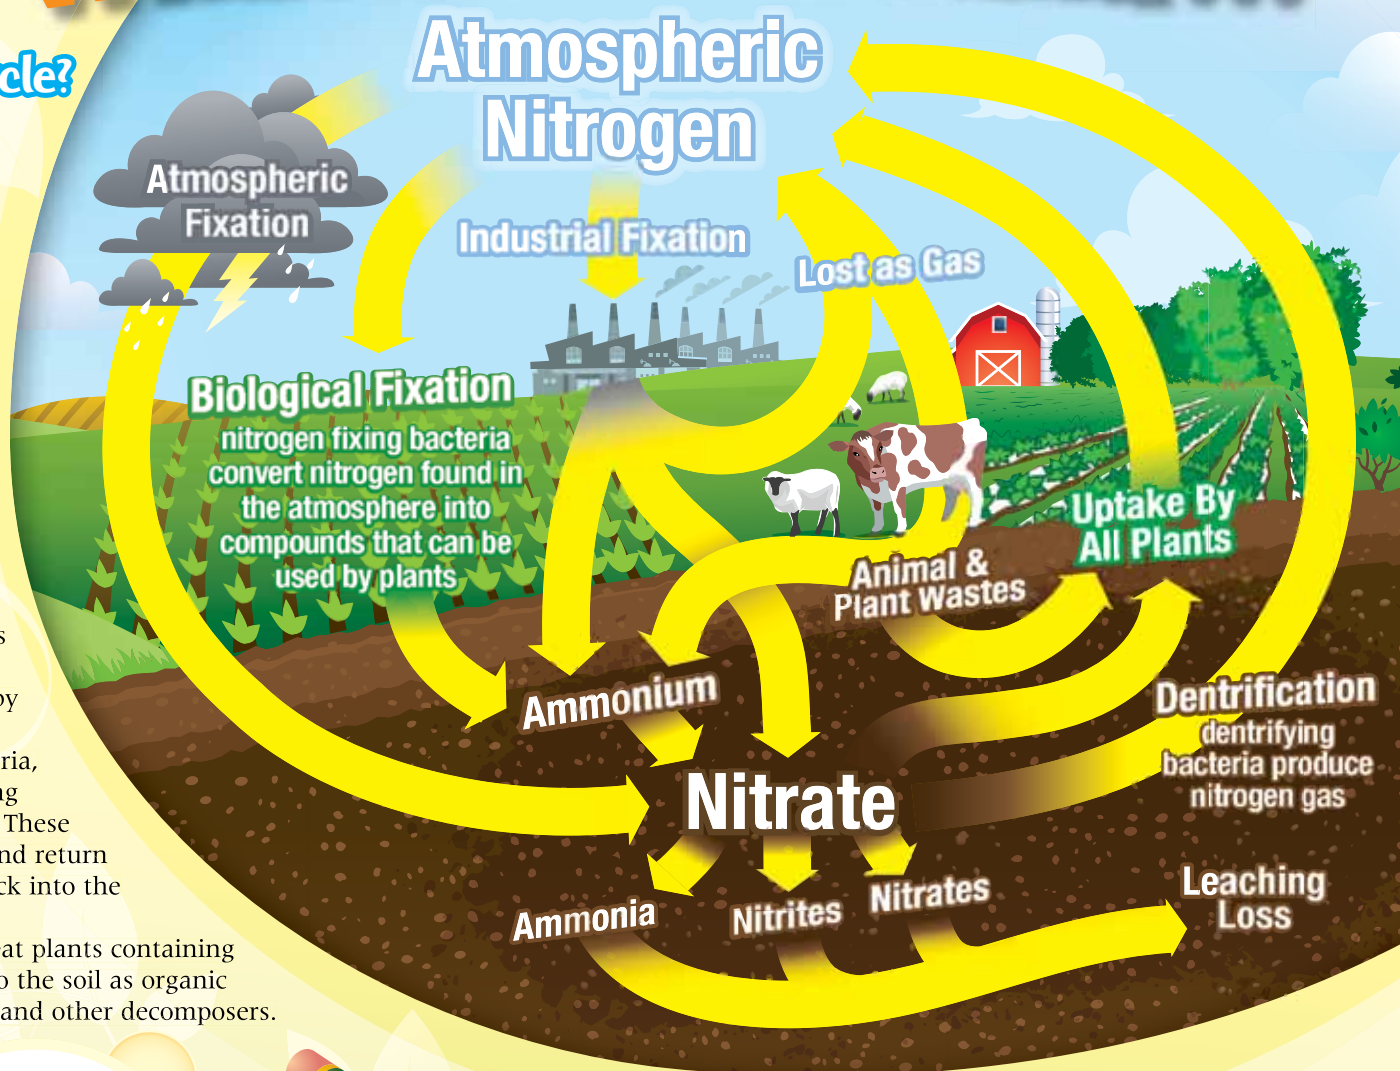 cle?
Atmospheric
Nitrogen
Atmospheric
Fixation
Industrial Fixation
Lost as Gas
Biological Fixation
nitrogen fixing bacteria
convert nitrogen found in
the atmosphere into
compounds that can be
used by plants
Uptake By
All Plants
Animal &
Plant Wastes
Ammonium
Dentrification
dentrifying
bacteria produce
nitrogen gas
Nitrate
Ammonia
Nitrites
Nitrates
Leaching
Loss
s
by
ria,
ng
These
nd return
ck into the
eat plants containing
o the soil as organic
and other decomposers.